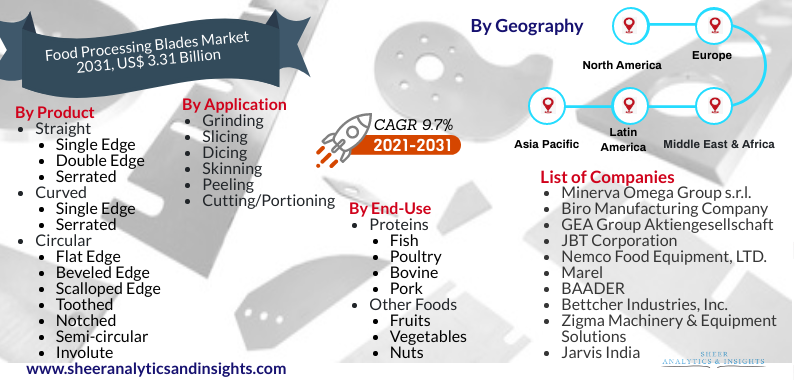 Food Processing Blades Market
2031, US$ 3.31 Billion
By Product
Straight
Single Edge
Double Edge
Serrated
Curved
Single Edge
Serrated
Circular
Flat Edge
Beveled Edge
Scalloped Edge
Toothed
Notched
Semi-circular
Involute
www.sheeranalyticsandinsights.com
By Application
Grinding
Slicing
Dicing
Skinning
Peeling
Cutting/Portioning
CAGR 9.7%
2021-2031
By End-Use
Proteins
Fish
Poultry
Bovine
Pork
Other Foods
Fruits
Vegetables
Nuts
By Geography
North America
Europe
Asia Pacific
Latin
America
Middle East & Africa
List of Companies
Minerva Omega Group s.r.l.
Biro Manufacturing Company
GEA Group Aktiengesellschaft
JBT Corporation
Nemco Food Equipment, LTD.
Marel
BAADER
Bettcher Industries, Inc.
Zigma Machinery & Equipment
Solutions
Jarvis India
SHEER
ANALYTICS & INSIGHTS